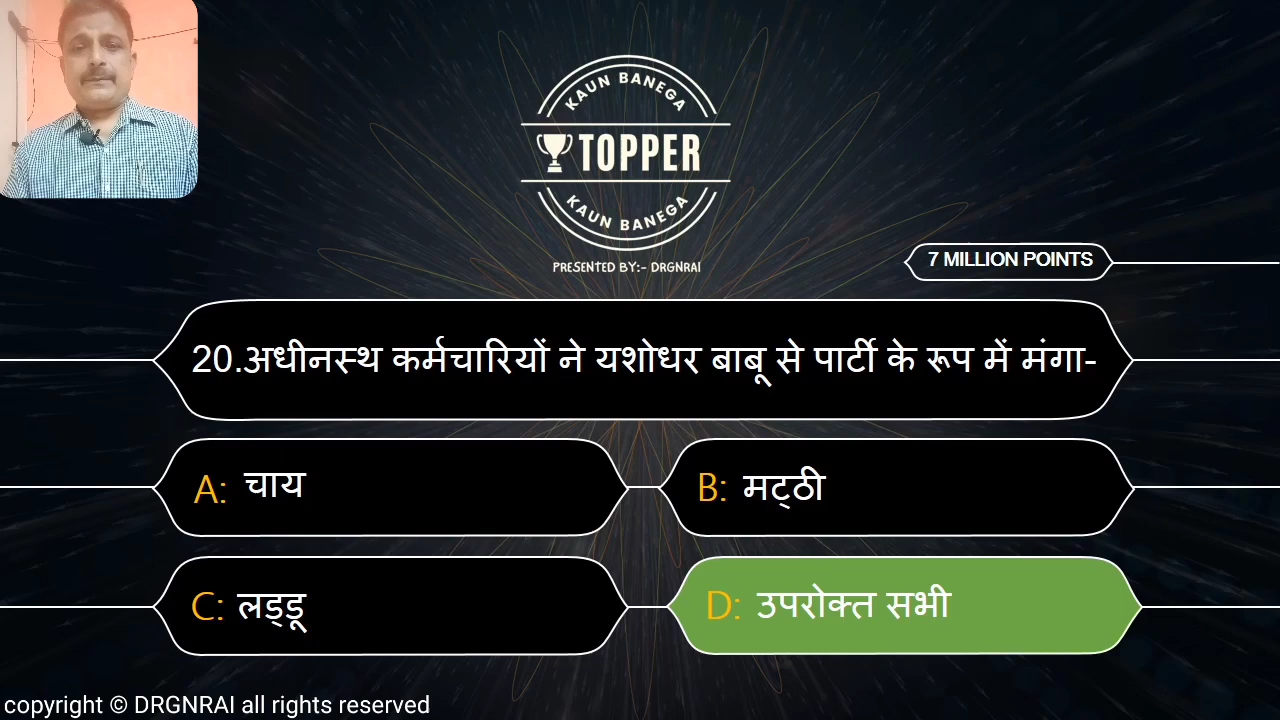 KAUN BANEGA
TOPPER
KAUN BANEGA
PRESENTED BY:- DRGNRAI
7 MILLION POINTS
20.अधीनस्थ कर्मचारियों ने यशोधर बाबू से पार्टी के रूप में मंगा-
A: चाय
B: मट्ठी
C: लड्डू
D: उपरोक्त सभी
copyright © DRGNRAI all rights reserved